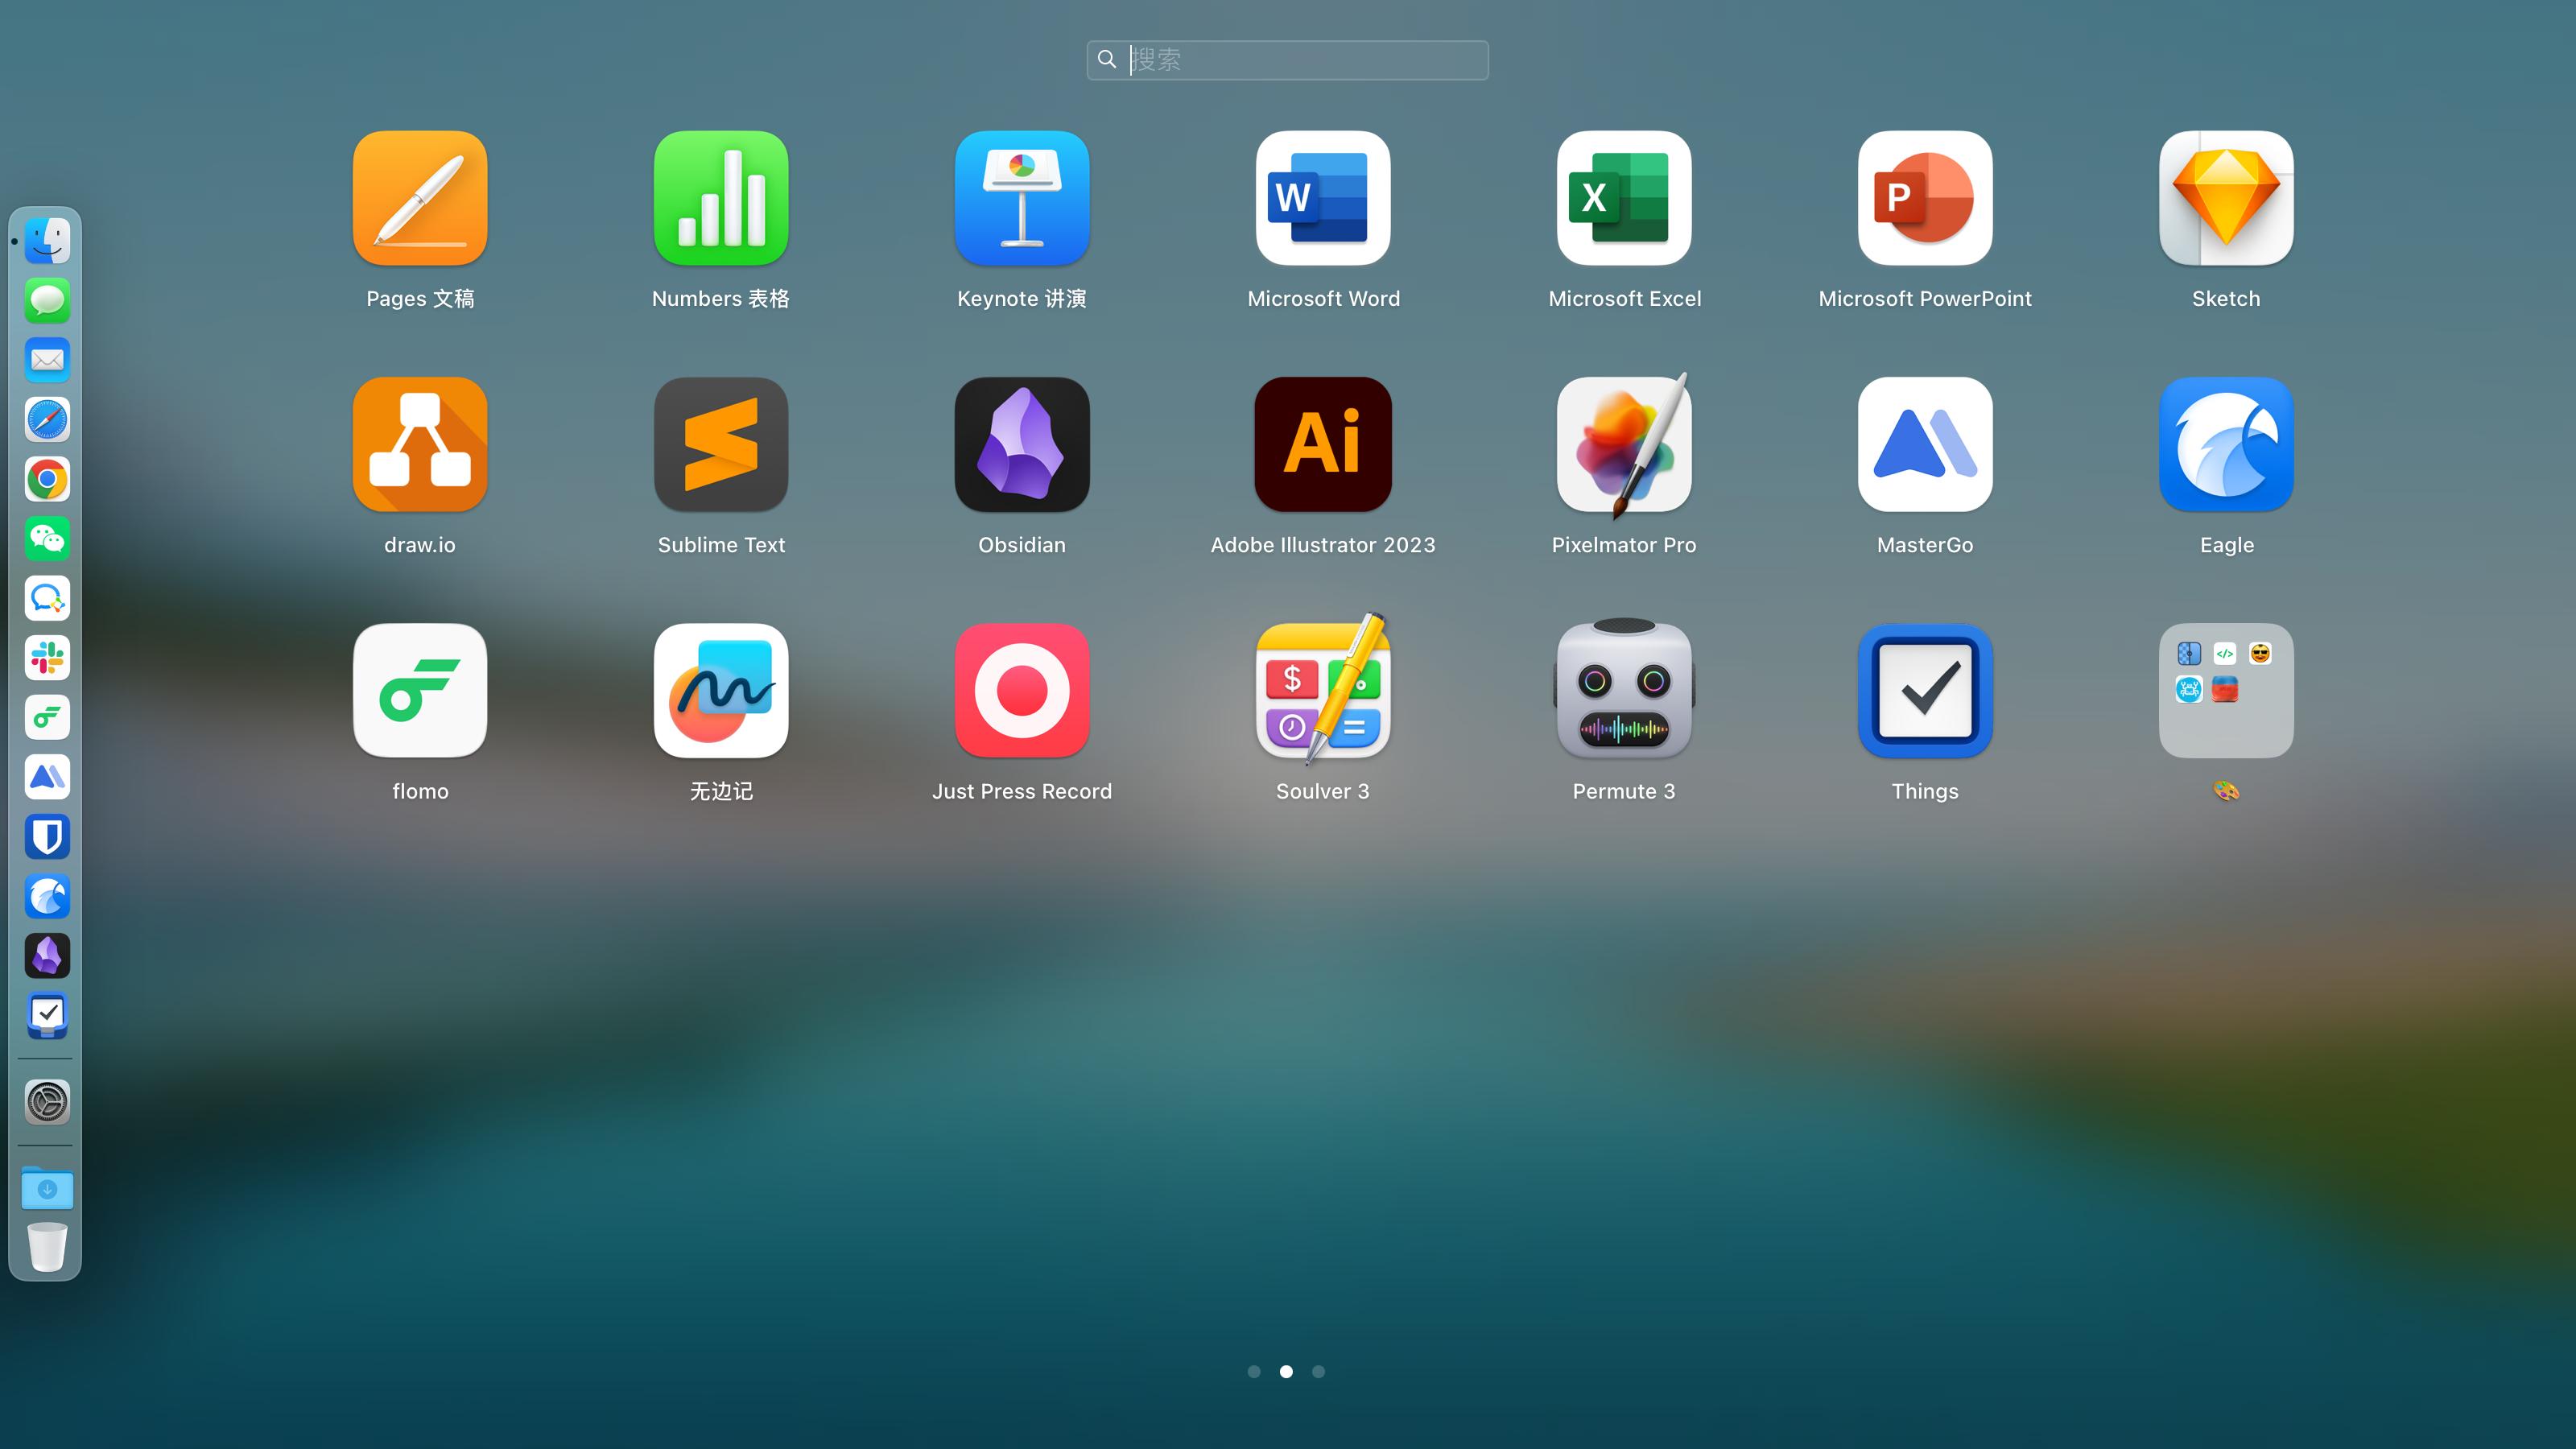 搜索
Pages 文稿
Numbers 表格
Keynote 讲演
Microsoft Word
Microsoft Excel
Microsoft PowerPoint
Sketch
draw.io
Sublime Text
Obsidian
Adobe Illustrator 2023
Pixelmator Pro
MasterGo
Eagle
flomo
无边记
Just Press Record
Soulver 3
Permute 3
Things
W
X
P
Ai
$